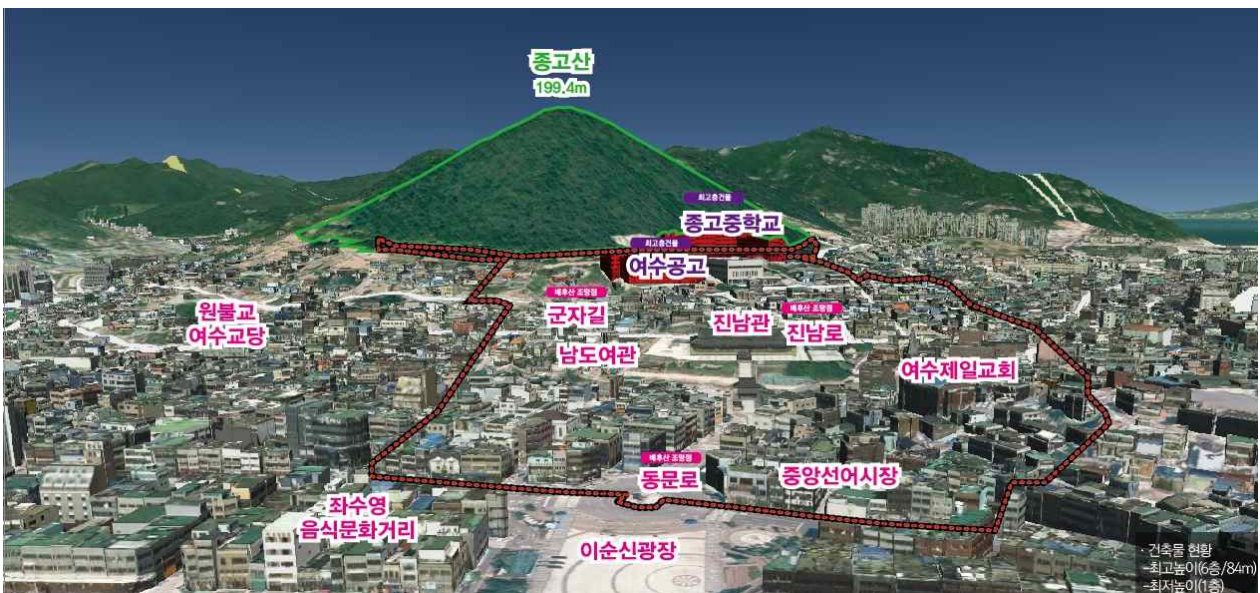 종고산
199.4m
최고층건물
종고중학교
최고층건물
여수공고
원불교
여수교당
배후산 조망점
군자길
진남관
배후산 조망점
진남로
남도여관
여수제일교회
배후산 조망점
동문로
중앙선어시장
좌수영
음식문화거리
이순신광장
· 건축물 현황
-최고높이(6층/84m)
-최저높이(1층)